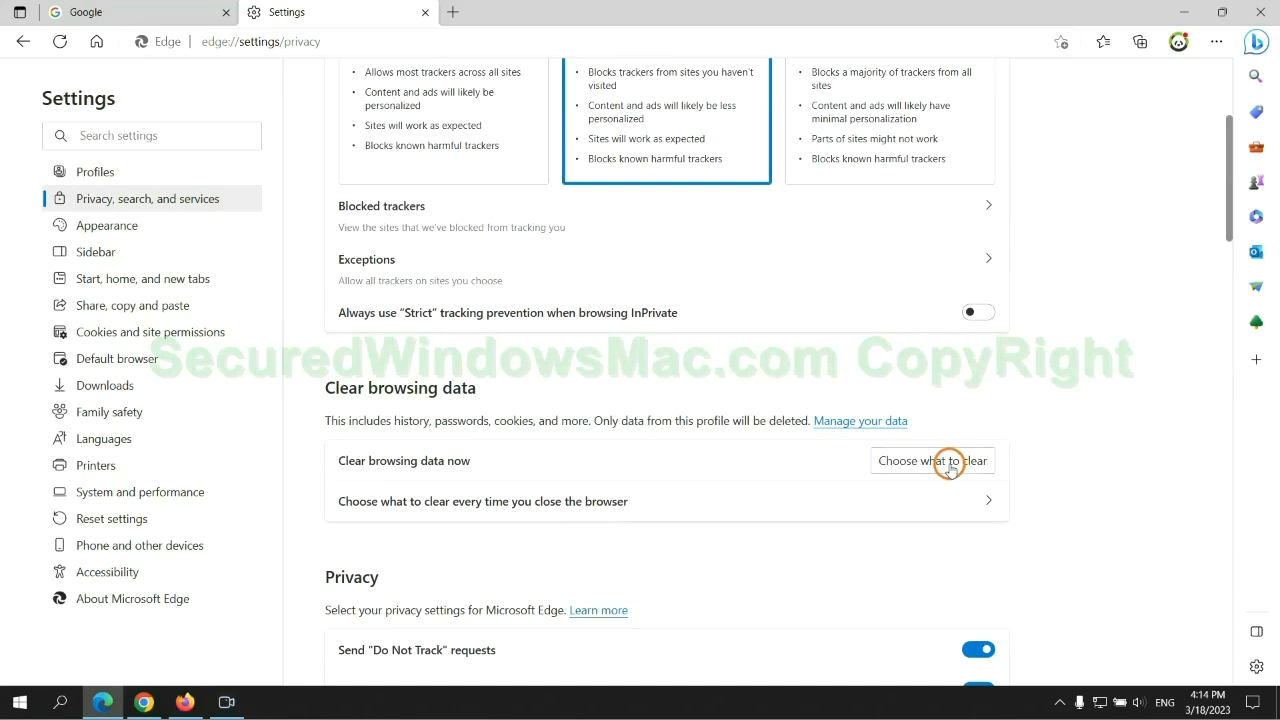 Google
Settings
Edge
edge://settings/privacy
Settings
Search settings
Profiles
Privacy, search, and services
Appearance
Sidebar
Start, home, and new tabs
Share, copy and paste
Cookies and site permissions
Default browser
Downloads
Family safety
Languages
Printers
System and performance
Reset settings
Phone and other devices
Accessibility
About Microsoft Edge
Allows most trackers across all sites
Content and ads will likely be
personalized
Sites will work as expected
Blocks known harmful trackers
Blocks trackers from sites you haven't
visited
Content and ads will likely be less
personalized
Sites will work as expected
Blocks known harmful trackers
Blocks a majority of trackers from all
sites
Content and ads will likely have
minimal personalization
Parts of sites might not work
Blocks known harmful trackers
Blocked trackers
View the sites that we've blocked from tracking you
Exceptions
Allow all trackers on sites you choose
Always use “Strict” tracking prevention when browsing InPrivate
SecuredWindowsMac.com CopyRight
Clear browsing data
This includes history, passwords, cookies, and more. Only data from this profile will be deleted. Manage your data
Clear browsing data now
Choose what to clear
Choose what to clear every time you close the browser
Privacy
Select your privacy settings for Microsoft Edge. Learn more
Send "Do Not Track" requests
ENG
4:14 PM
3/18/2023